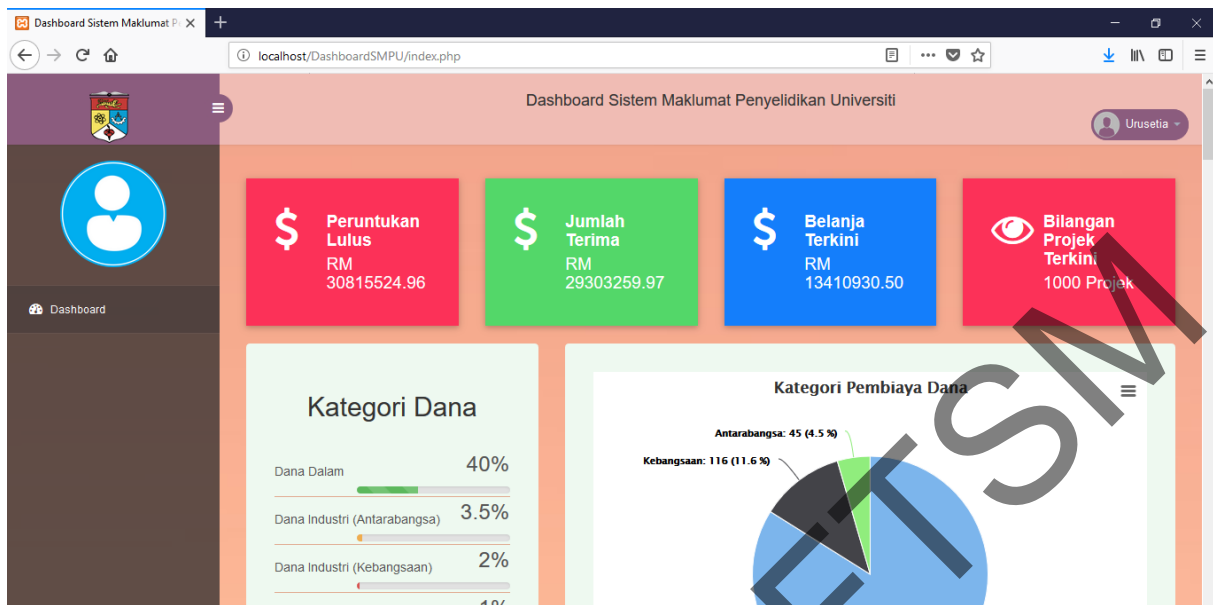 Dashboard Sistem Maklumat P
localhost/DashboardSMPU/index.php
Dashboard Sistem Maklumat Penyelidikan Universiti
Urusetia
Dashboard
Peruntukan
Lulus
RM
30815524.96
Jumlah
Terima
RM
29303259.97
Belanja
Terkini
RM
13410930.50
Bilangan
Projek
Terkini
1000 Projek
Kategori Dana
Dana Dalam 40%
Dana Industri (Antarabangsa) 3.5%
Dana Industri (Kebangsaan) 2%
1%
Kategori Pembiaya Dana
Antarabangsa: 45 (4.5 %)
Kebangsaan: 116 (11.6 %)
FTSM